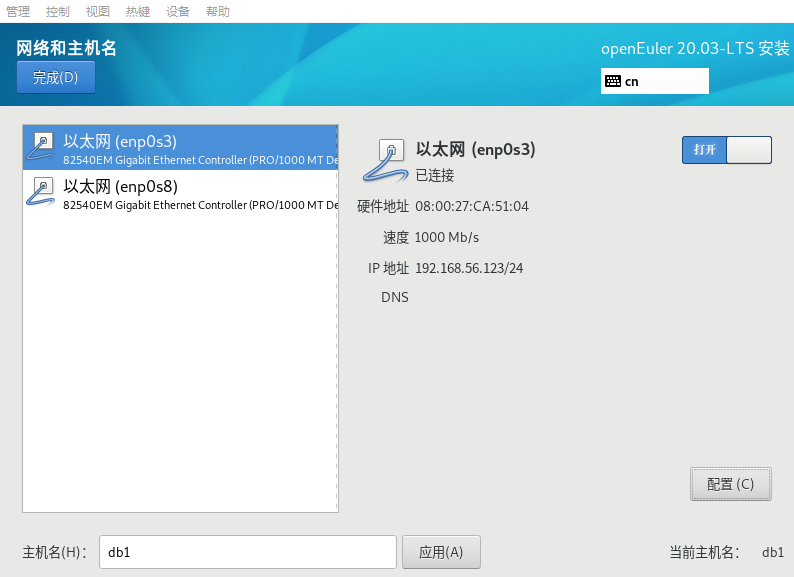 管理 控制 视图 热键 设备 帮助
网络和主机名
openEuler 20.03-LTS 安装
完成(D)
cn
以太网 (enp0s3)
82540EM Gigabit Ethernet Controller (PRO/1000 MT De
以太网 (enp0s8)
82540EM Gigabit Ethernet Controller (PRO/1000 MT De
以太网 (enp0s3)
打开
已连接
硬件地址 08:00:27:CA:51:04
速度 1000 Mb/s
IP 地址 192.168.56.123/24
DNS
配置 (C)
主机名(H): db1 应用(A) 当前主机名: db1